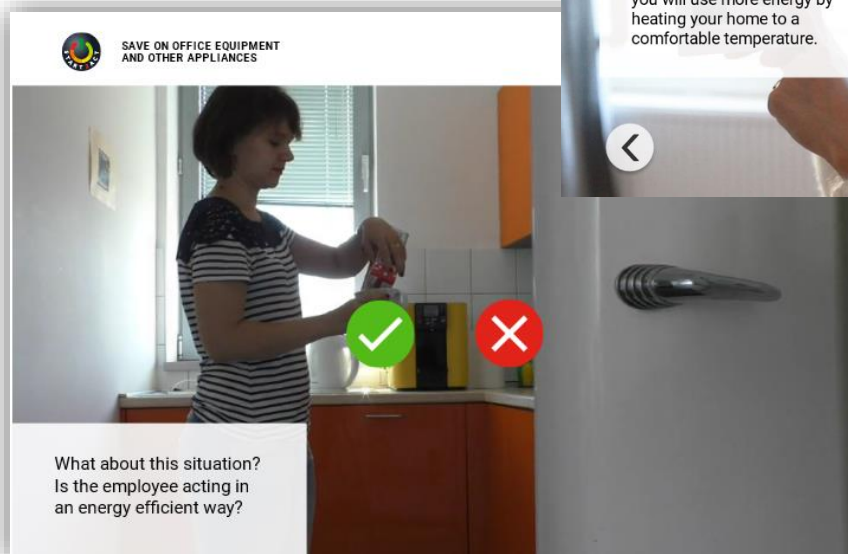 you will use more energy by
heating your home to a
comfortable temperature.
SAVE ON OFFICE EQUIPMENT
AND OTHER APPLIANCES
START2ACT
What about this situation?
Is the employee acting in
an energy efficient way?